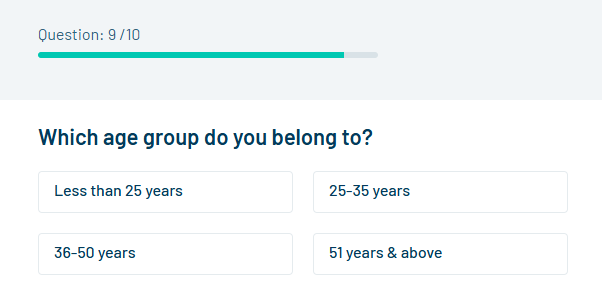 Question: 9 /10
Which age group do you belong to?
Less than 25 years
25-35 years
36-50 years
51 years & above